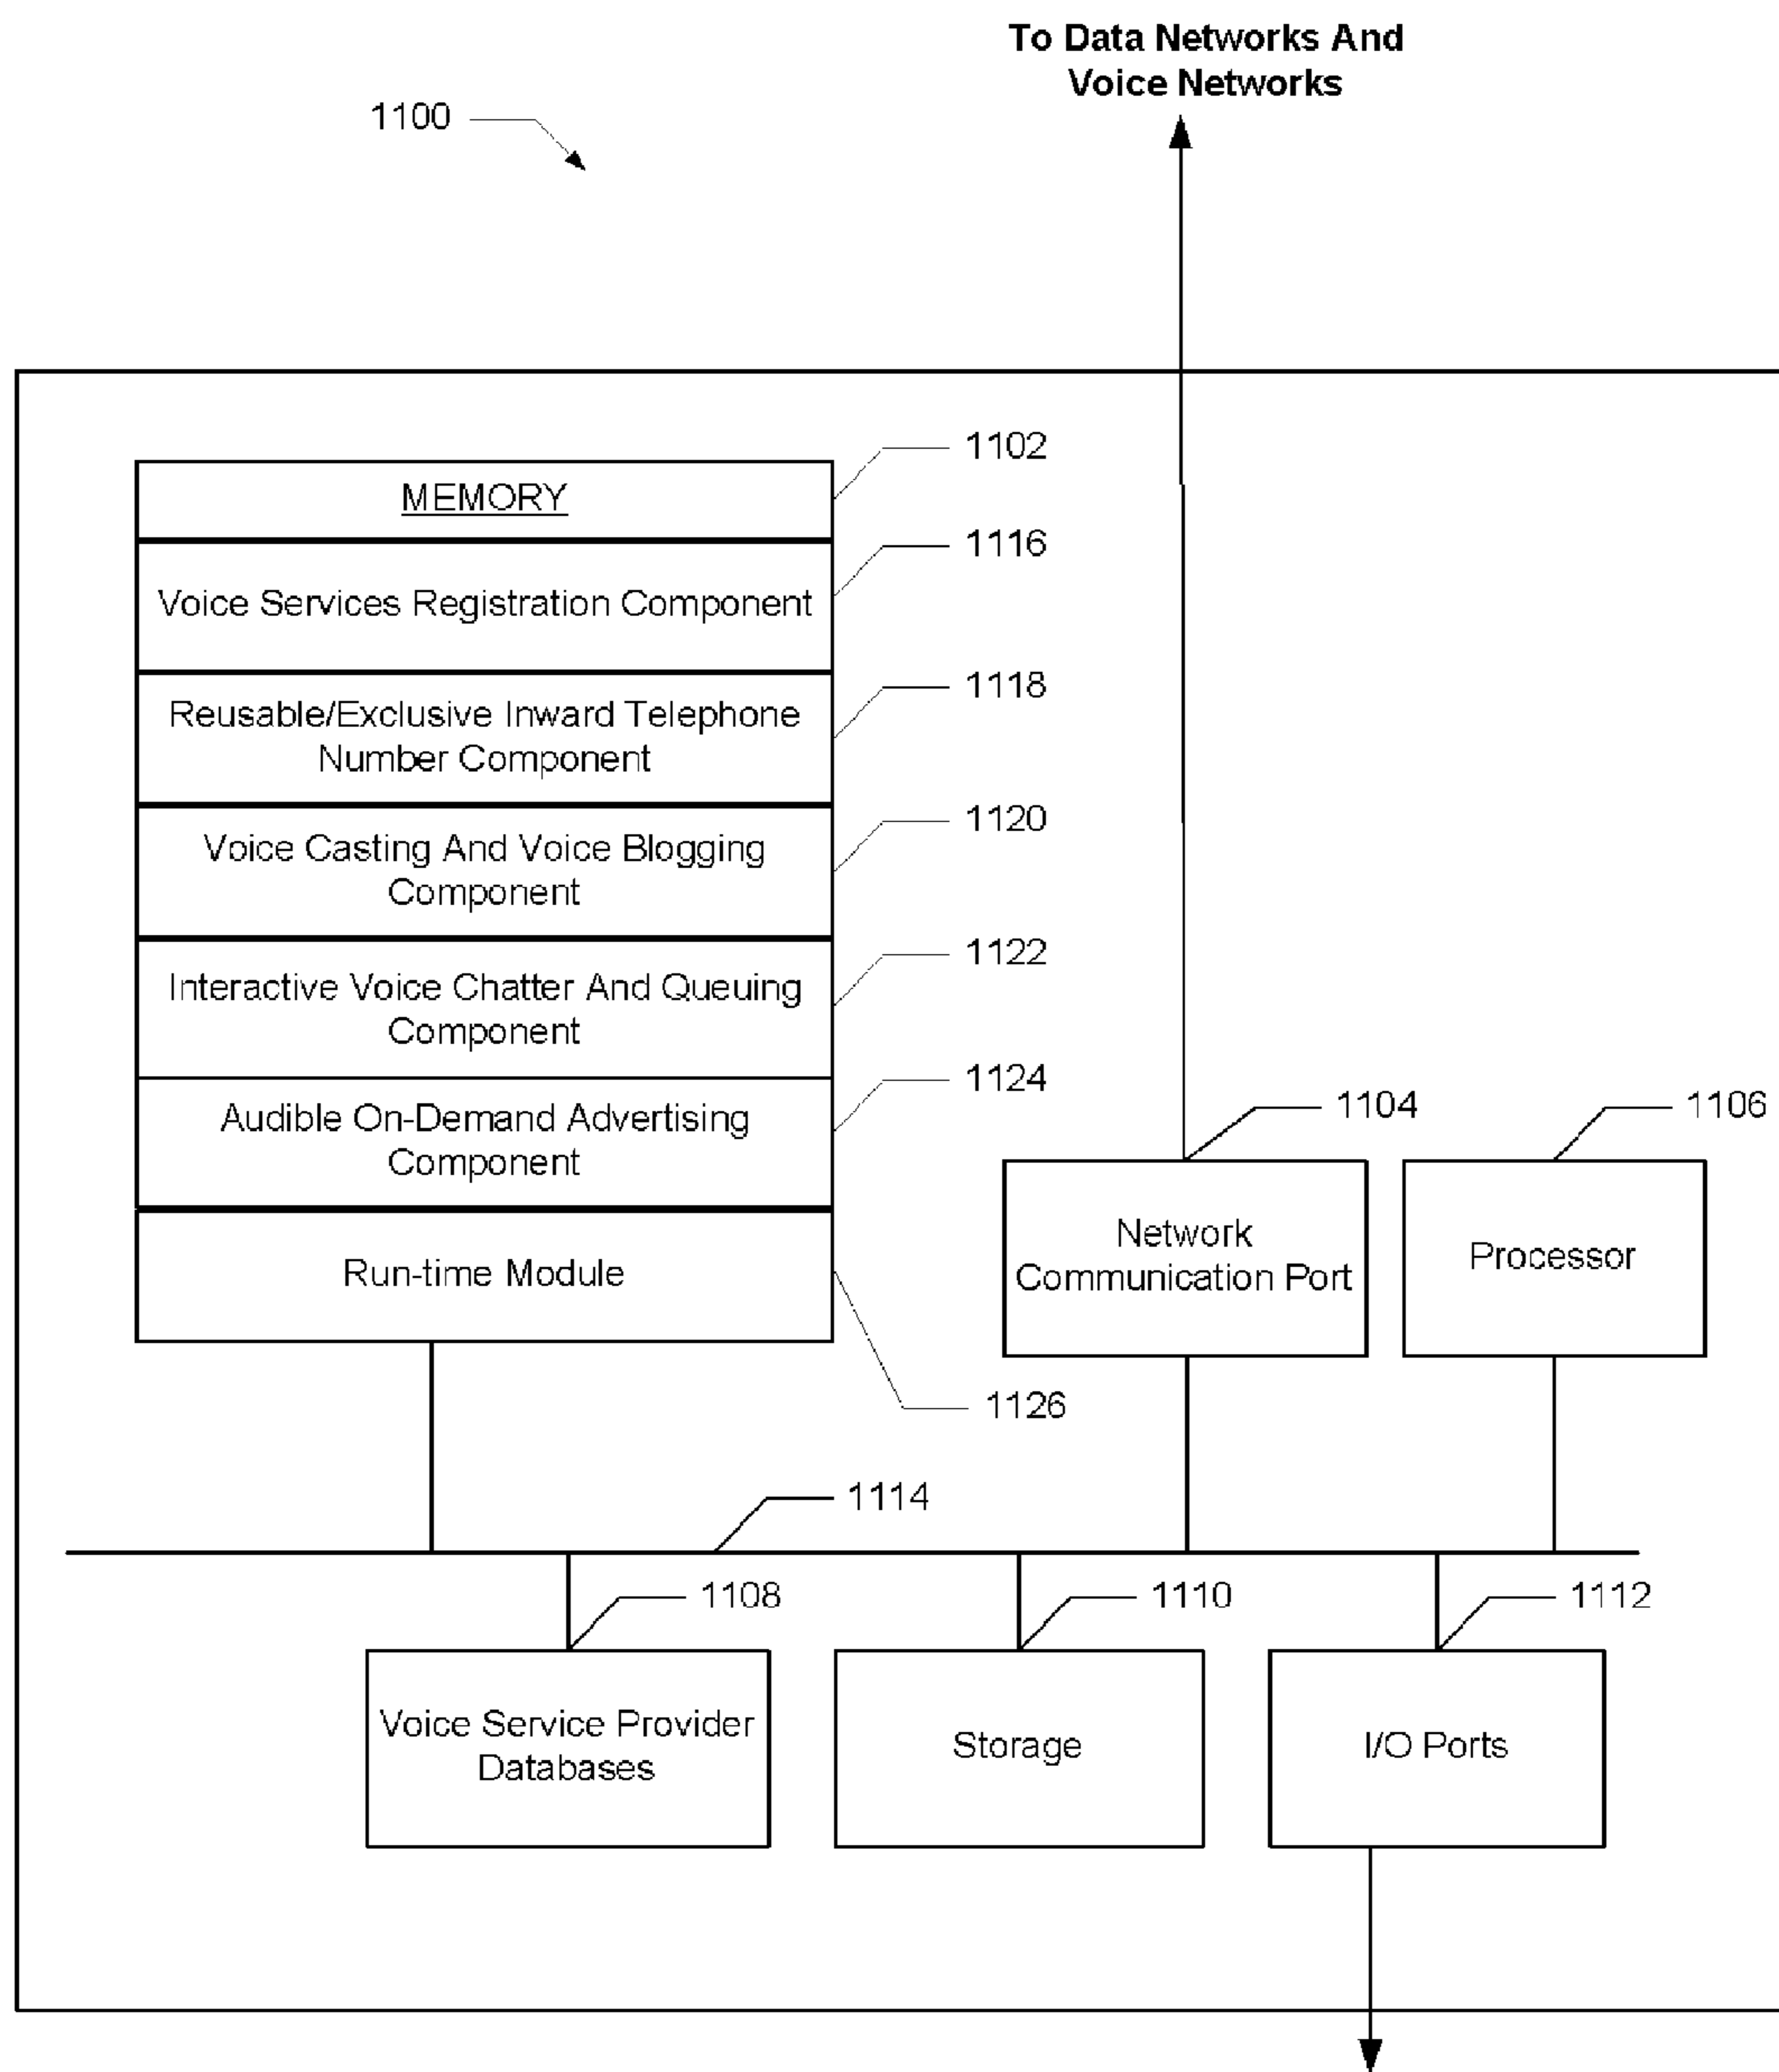 To Data Networks And
Voice Networks
1100
1102
MEMORY
1116
Voice Services Registration Component
1118
Reusable/Exclusive Inward Telephone
Number Component
1120
Voice Casting And Voice Blogging
Component
1122
Interactive Voice Chatter And Queuing
Component
1124
Audible On-Demand Advertising
Component
1104
1106
Network
Communication Port
Processor
Run-time Module
1126
1114
1108
1110
1112
Voice Service Provider
Databases
Storage
I/O Ports